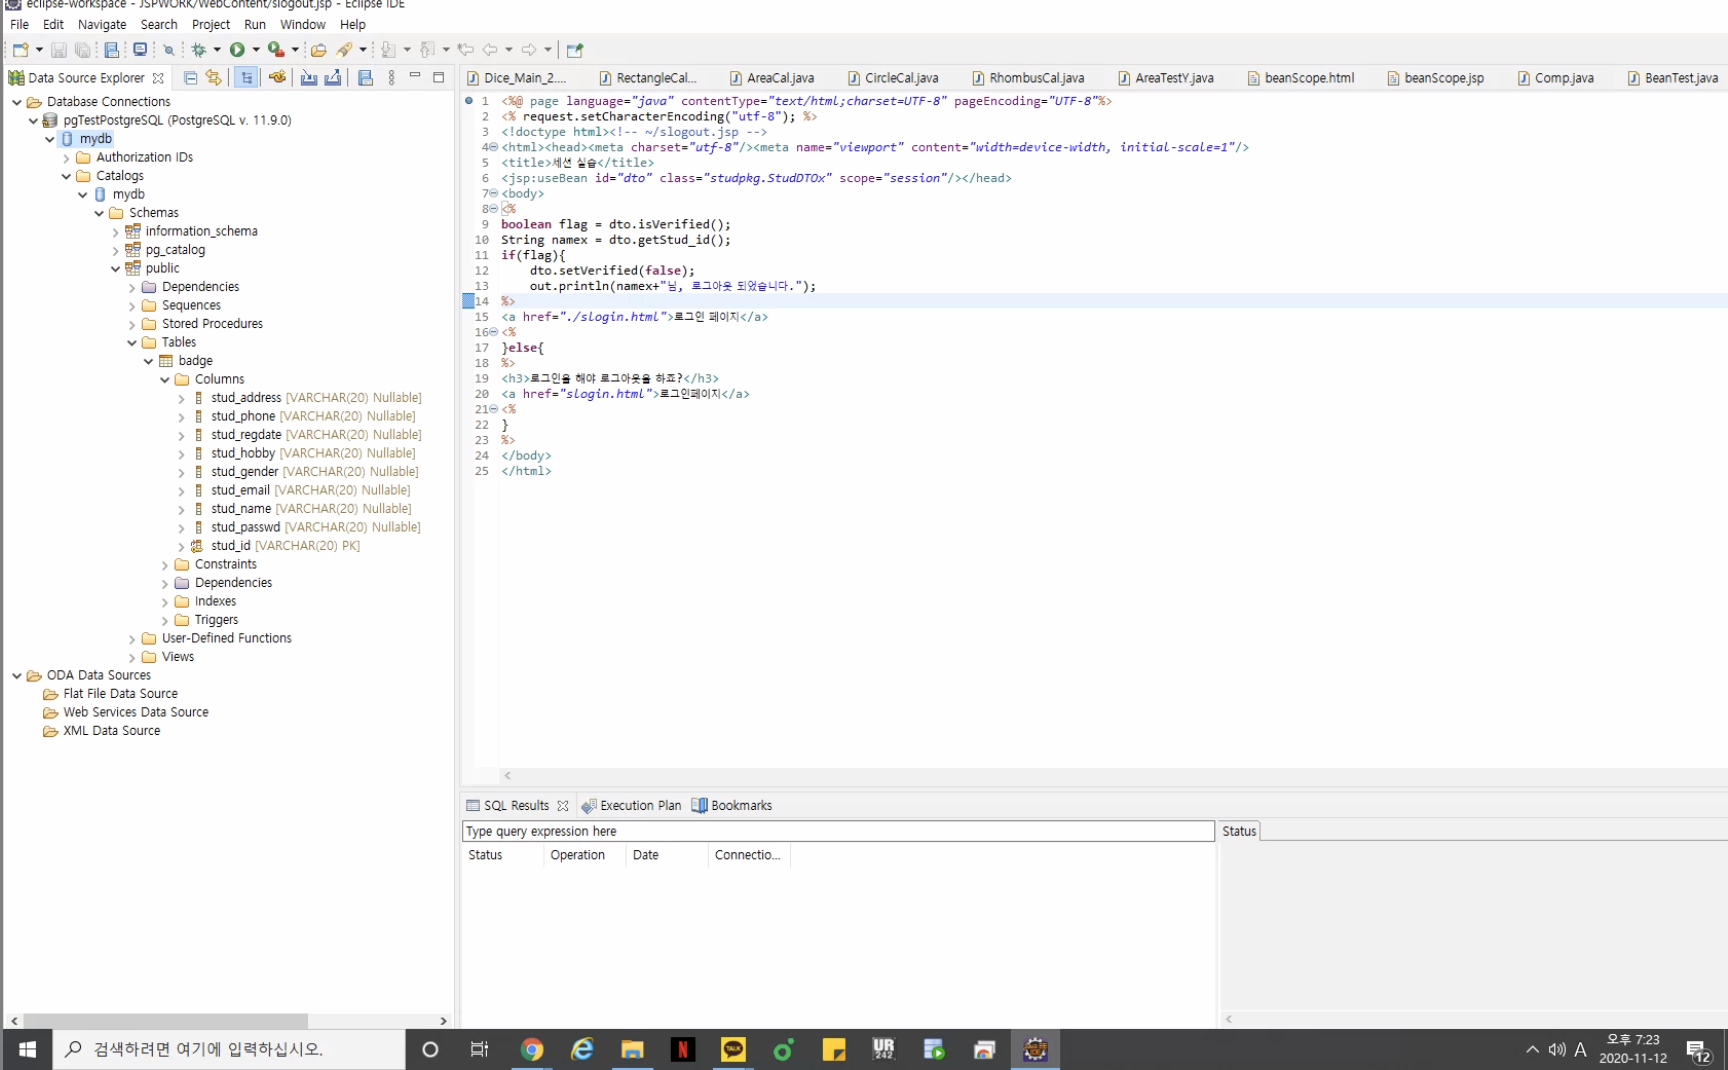 eclipse-workspace - JSPWORK/WebContent/slogout.jsp - Eclipse IDE
File Edit Navigate Search Project Run Window Help
Data Source Explorer
Dice_Main_2.... RectangleCal... AreaCal.java CircleCal.java RhombusCal.java AreaTestY.java beanScope.html beanScope.jsp Comp.java BeanTest.java
Database Connections
pgTestPostgreSQL (PostgreSQL v. 11.9.0)
mydb
Authorization IDs
Catalogs
mydb
Schemas
information_schema
pg_catalog
public
Dependencies
Sequences
Stored Procedures
Tables
badge
Columns
stud_address [VARCHAR(20) Nullable]
stud_phone [VARCHAR(20) Nullable]
stud_regdate [VARCHAR(20) Nullable]
stud_hobby [VARCHAR(20) Nullable]
stud_gender [VARCHAR(20) Nullable]
stud_email [VARCHAR(20) Nullable]
stud_name [VARCHAR(20) Nullable]
stud_passwd [VARCHAR(20) Nullable]
stud_id [VARCHAR(20) PK]
Constraints
Dependencies
Indexes
Triggers
User-Defined Functions
Views
ODA Data Sources
Flat File Data Source
Web Services Data Source
XML Data Source
1 <%@ page language="java" contentType="text/html;charset=UTF-8" pageEncoding="UTF-8"%>
2 <% request.setCharacterEncoding("utf-8"); %>
3 <!doctype html><!-- ~/slogout.jsp -->
4 <html><head><meta charset="utf-8"/><meta name="viewport" content="width=device-width, initial-scale=1"/>
5 <title>세션 실습</title>
6 <jsp:useBean id="dto" class="studpkg.StudDTOx" scope="session"/></head>
7 <body>
8 <%
9 boolean flag = dto.isVerified();
10 String namex = dto.getStud_id();
11 if(flag){
12 dto.setVerified(false);
13 out.println(namex+"님, 로그아웃 되었습니다.");
14 %>
15 <a href="./slogin.html">로그인 페이지</a>
16 <%
17 }else{
18 %>
19 <h3>로그인을 해야 로그아웃을 하죠?</h3>
20 <a href="slogin.html">로그인페이지</a>
21 <%
22 }
23 %>
24 </body>
25 </html>
SQL Results Execution Plan Bookmarks
Type query expression here
Status
Status Operation Date Connectio...
검색하려면 여기에 입력하십시오.
TALK
UR
242
A
오후 7:23
2020-11-12
12